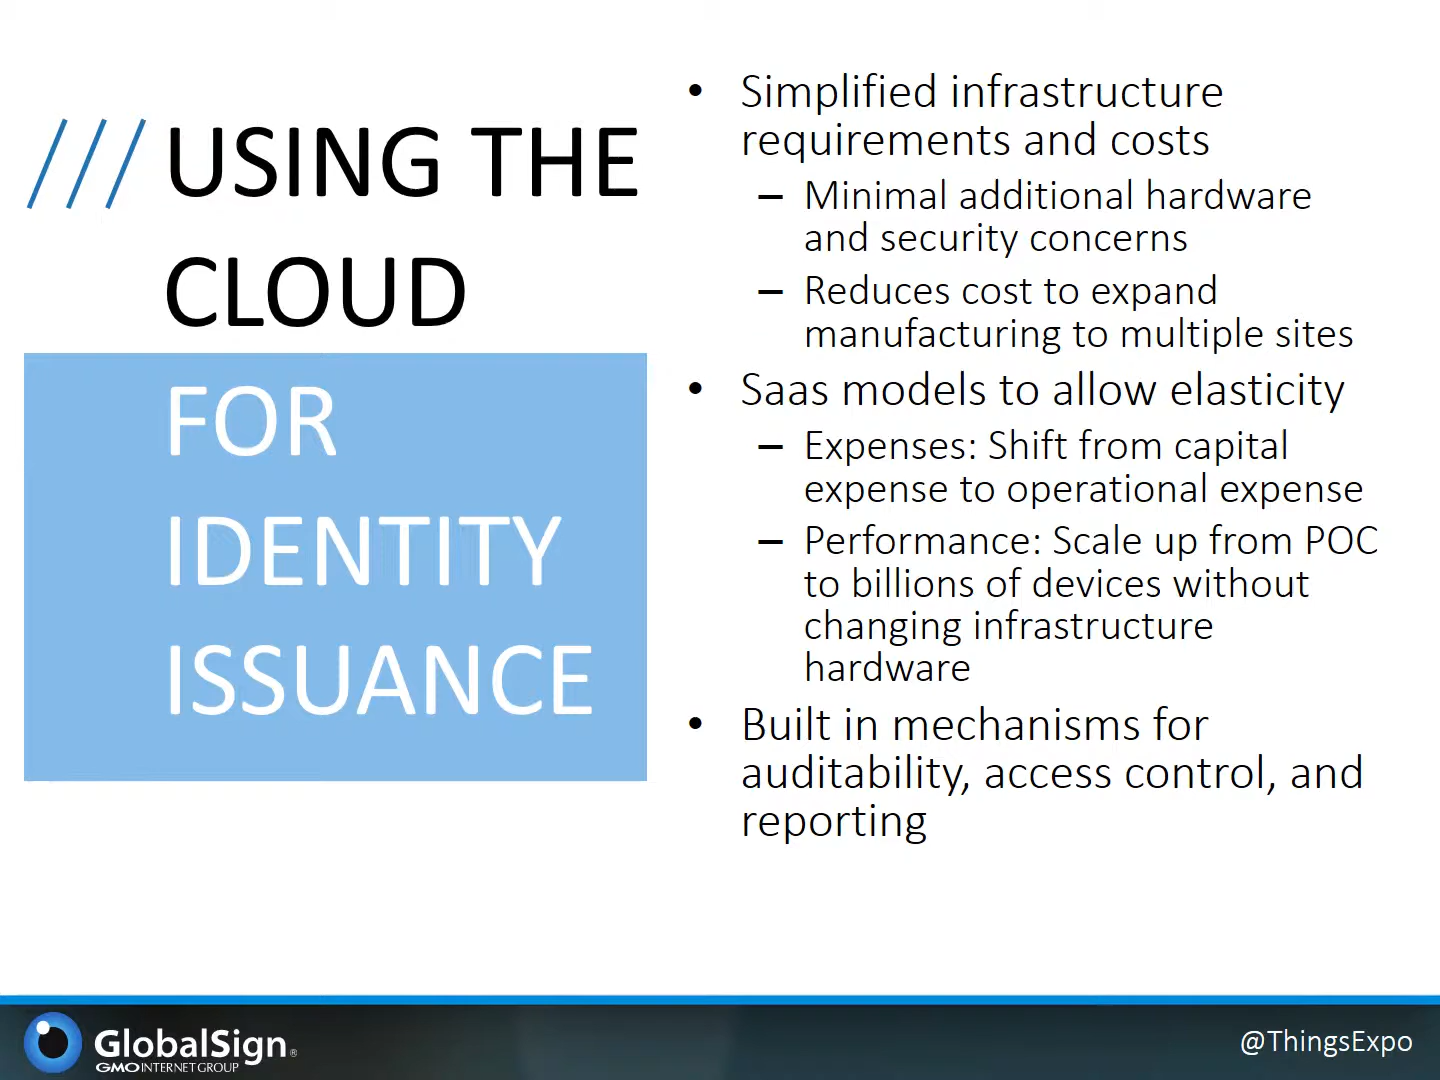 /// USING THE
CLOUD
FOR
IDENTITY
ISSUANCE
• Simplified infrastructure
requirements and costs
– Minimal additional hardware
and security concerns
– Reduces cost to expand
manufacturing to multiple sites
• Saas models to allow elasticity
– Expenses: Shift from capital
expense to operational expense
– Performance: Scale up from POC
to billions of devices without
changing infrastructure
hardware
• Built in mechanisms for
auditability, access control, and
reporting
GlobalSign®
GMO INTERNET GROUP
@ThingsExpo